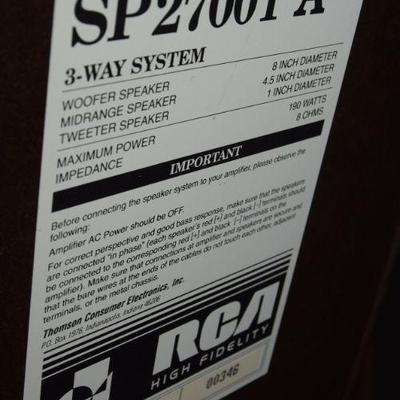 SP27001 A
3-WAY SYSTEM
WOOFER SPEAKER 8 INCH DIAMETER
MIDRANGE SPEAKER 4.5 INCH DIAMETER
TWEETER SPEAKER 1 INCH DIAMETER
MAXIMUM POWER 190 WATTS
IMPEDANCE 8 OHMS
IMPORTANT
Before connecting the speaker system to your amplifier, please observe the
following:
Amplifier AC Power should be OFF.
For correct perspective and good bass response, make sure that the speakers
are connected "in phase" (each speaker's red [+] and black [–] terminals should
be connected to the corresponding red [+] and black [–] terminals on the
amplifier). Make sure that connections at amplifier and speakers are secure and
that the bare wires at the ends of the cables do not touch each other, adjacent
terminals, or the metal chassis.
Thomson Consumer Electronics, Inc.
P.O. Box 1976, Indianapolis, Indiana 46206
RCA
HIGH FIDELITY
00346